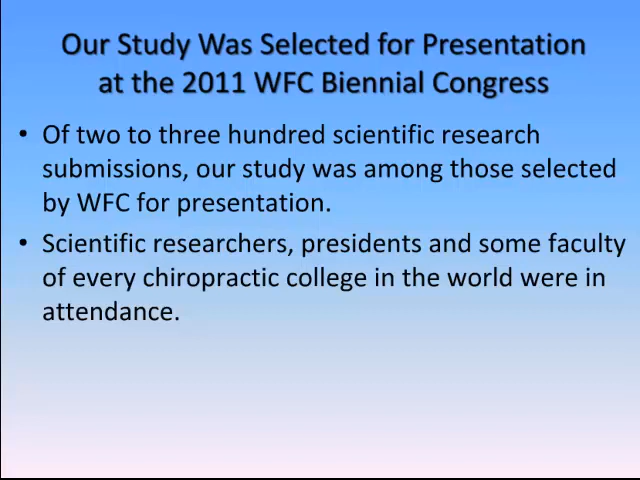 Our Study Was Selected for Presentation
at the 2011 WFC Biennial Congress
• Of two to three hundred scientific research
submissions, our study was among those selected
by WFC for presentation.
• Scientific researchers, presidents and some faculty
of every chiropractic college in the world were in
attendance.